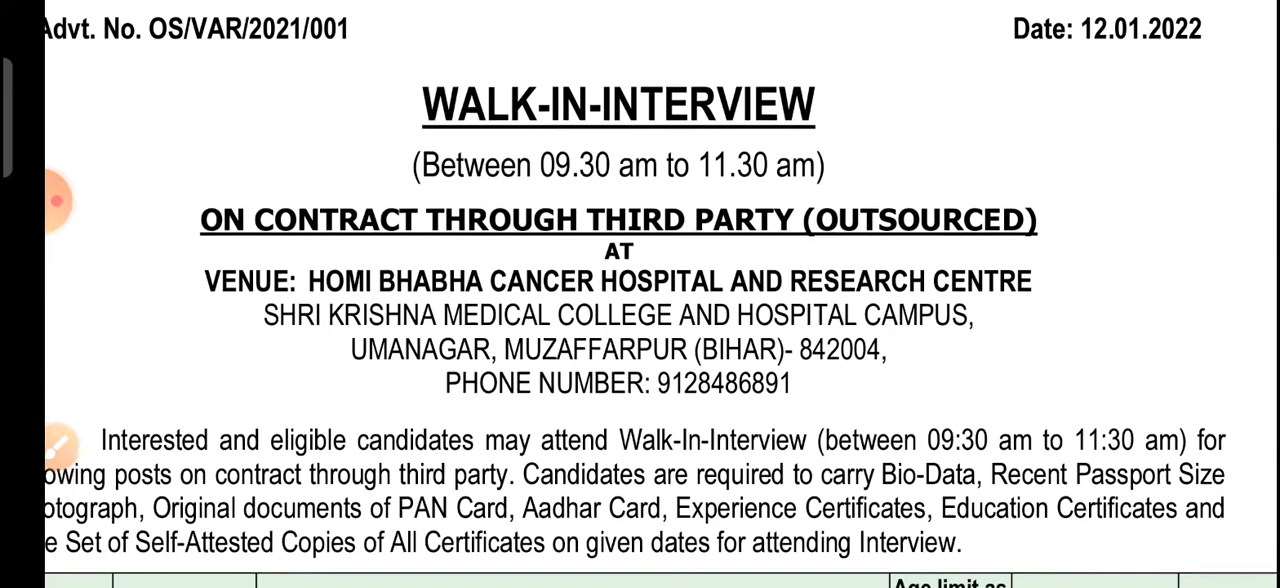 Advt. No. OS/VAR/2021/001 Date: 12.01.2022
WALK-IN-INTERVIEW
(Between 09.30 am to 11.30 am)
ON CONTRACT THROUGH THIRD PARTY (OUTSOURCED)
AT
VENUE: HOMI BHABHA CANCER HOSPITAL AND RESEARCH CENTRE
SHRI KRISHNA MEDICAL COLLEGE AND HOSPITAL CAMPUS,
UMANAGAR, MUZAFFARPUR (BIHAR)- 842004,
PHONE NUMBER: 9128486891
Interested and eligible candidates may attend Walk-In-Interview (between 09:30 am to 11:30 am) for
owing posts on contract through third party. Candidates are required to carry Bio-Data, Recent Passport Size
otograph, Original documents of PAN Card, Aadhar Card, Experience Certificates, Education Certificates and
e Set of Self-Attested Copies of All Certificates on given dates for attending Interview.
Age limit as